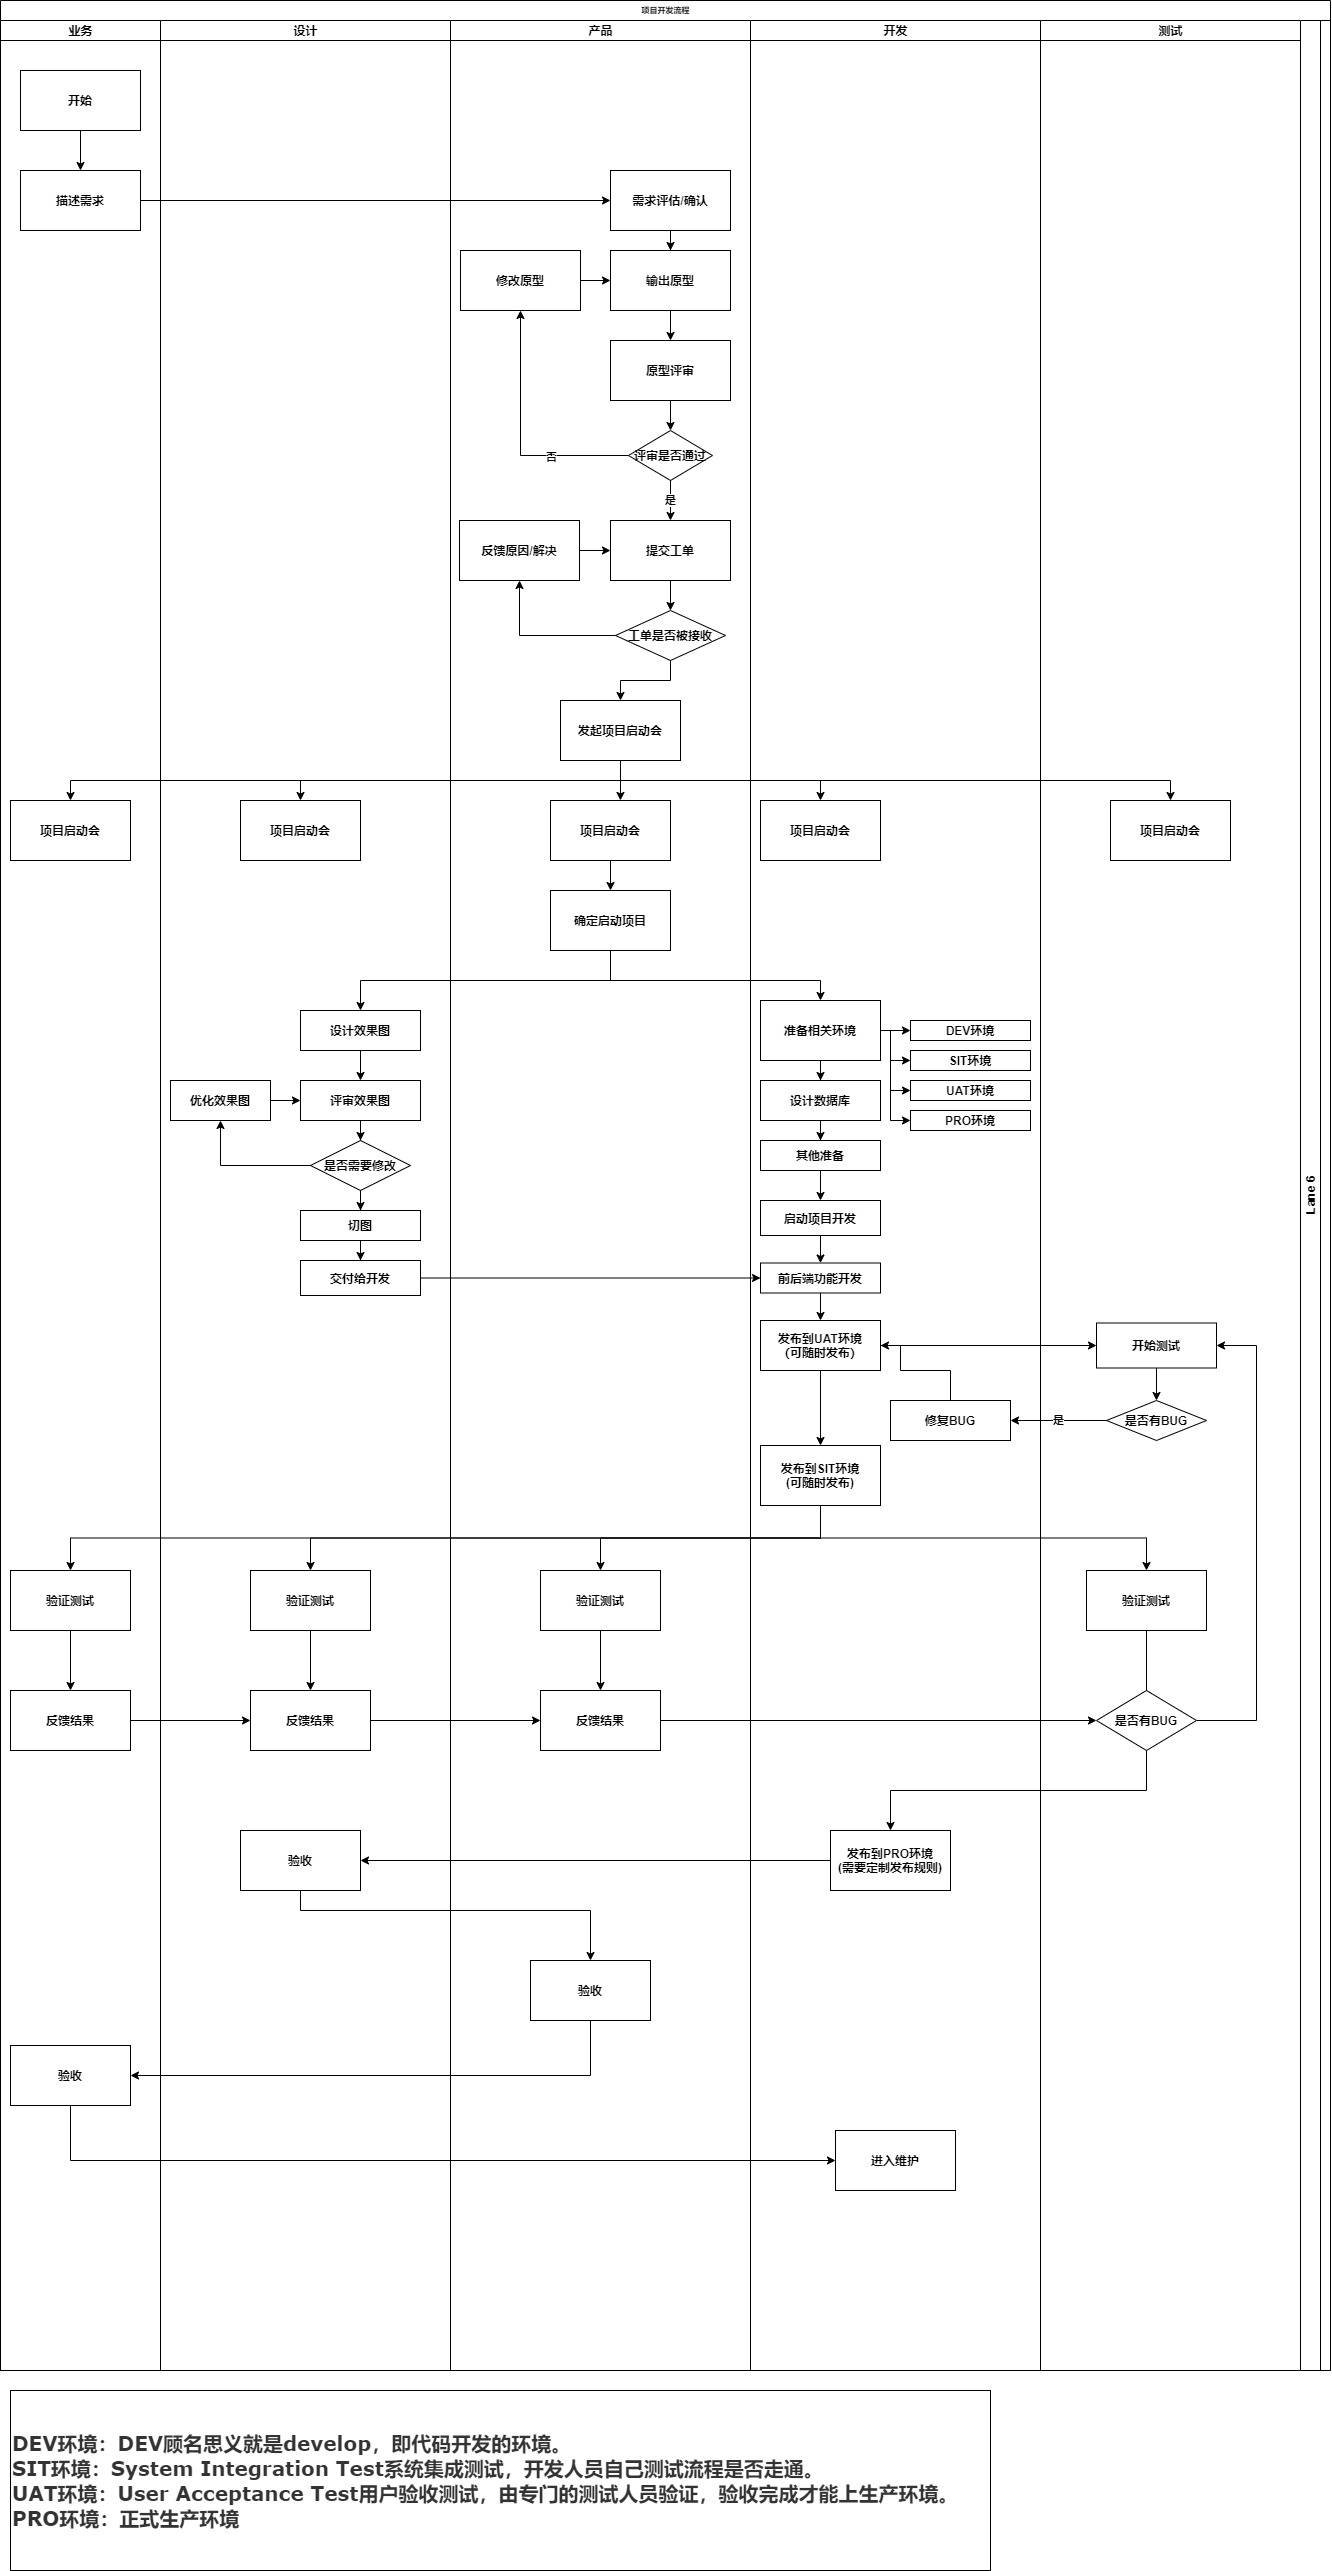 项目开发流程
业务
设计
产品
开发
测试
开始
描述需求
需求评估/确认
修改原型
输出原型
原型评审
评审是否通过
否
是
反馈原因/解决
提交工单
工单是否被接收
发起项目启动会
项目启动会
项目启动会
项目启动会
项目启动会
项目启动会
确定启动项目
设计效果图
准备相关环境
DEV环境
SIT环境
UAT环境
PRO环境
优化效果图
评审效果图
设计数据库
是否需要修改
其他准备
切图
启动项目开发
交付给开发
前后端功能开发
Lane 6
发布到UAT环境
(可随时发布)
开始测试
修复BUG
是
是否有BUG
发布到SIT环境
(可随时发布)
验证测试
验证测试
验证测试
验证测试
反馈结果
反馈结果
反馈结果
是否有BUG
验收
发布到PRO环境
(需要定制发布规则)
验收
验收
进入维护
DEV环境：DEV顾名思义就是develop，即代码开发的环境。
SIT环境：System Integration Test系统集成测试，开发人员自己测试流程是否走通。
UAT环境：User Acceptance Test用户验收测试，由专门的测试人员验证，验收完成才能上生产环境。
PRO环境：正式生产环境